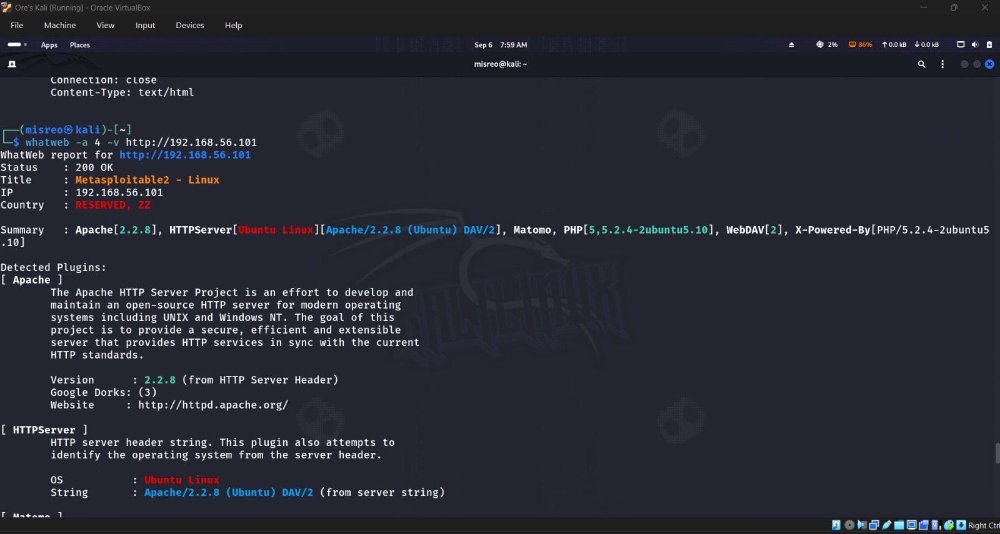 Ore's Kali [Running] - Oracle VirtualBox
File Machine View Input Devices Help
Apps Places Sep 6 7:59 AM 2% 86% ↑0.0 kB ↓0.0 kB
misreo@kali: ~
Connection: close
Content-Type: text/html
┌──(misreo㉿kali)-[~]
└─$ whatweb -a 4 -v http://192.168.56.101
WhatWeb report for http://192.168.56.101
Status : 200 OK
Title : Metasploitable2 - Linux
IP : 192.168.56.101
Country : RESERVED, ZZ
Summary : Apache[2.2.8], HTTPServer[Ubuntu Linux][Apache/2.2.8 (Ubuntu) DAV/2], Matomo, PHP[5,5.2.4-2ubuntu5.10], WebDAV[2], X-Powered-By[PHP/5.2.4-2ubuntu5
.10]
Detected Plugins:
[ Apache ]
The Apache HTTP Server Project is an effort to develop and
maintain an open-source HTTP server for modern operating
systems including UNIX and Windows NT. The goal of this
project is to provide a secure, efficient and extensible
server that provides HTTP services in sync with the current
HTTP standards.
Version : 2.2.8 (from HTTP Server Header)
Google Dorks: (3)
Website : http://httpd.apache.org/
[ HTTPServer ]
HTTP server header string. This plugin also attempts to
identify the operating system from the server header.
OS : Ubuntu Linux
String : Apache/2.2.8 (Ubuntu) DAV/2 (from server string)
[ Matomo ]
KALI LINUX
Right Ctrl